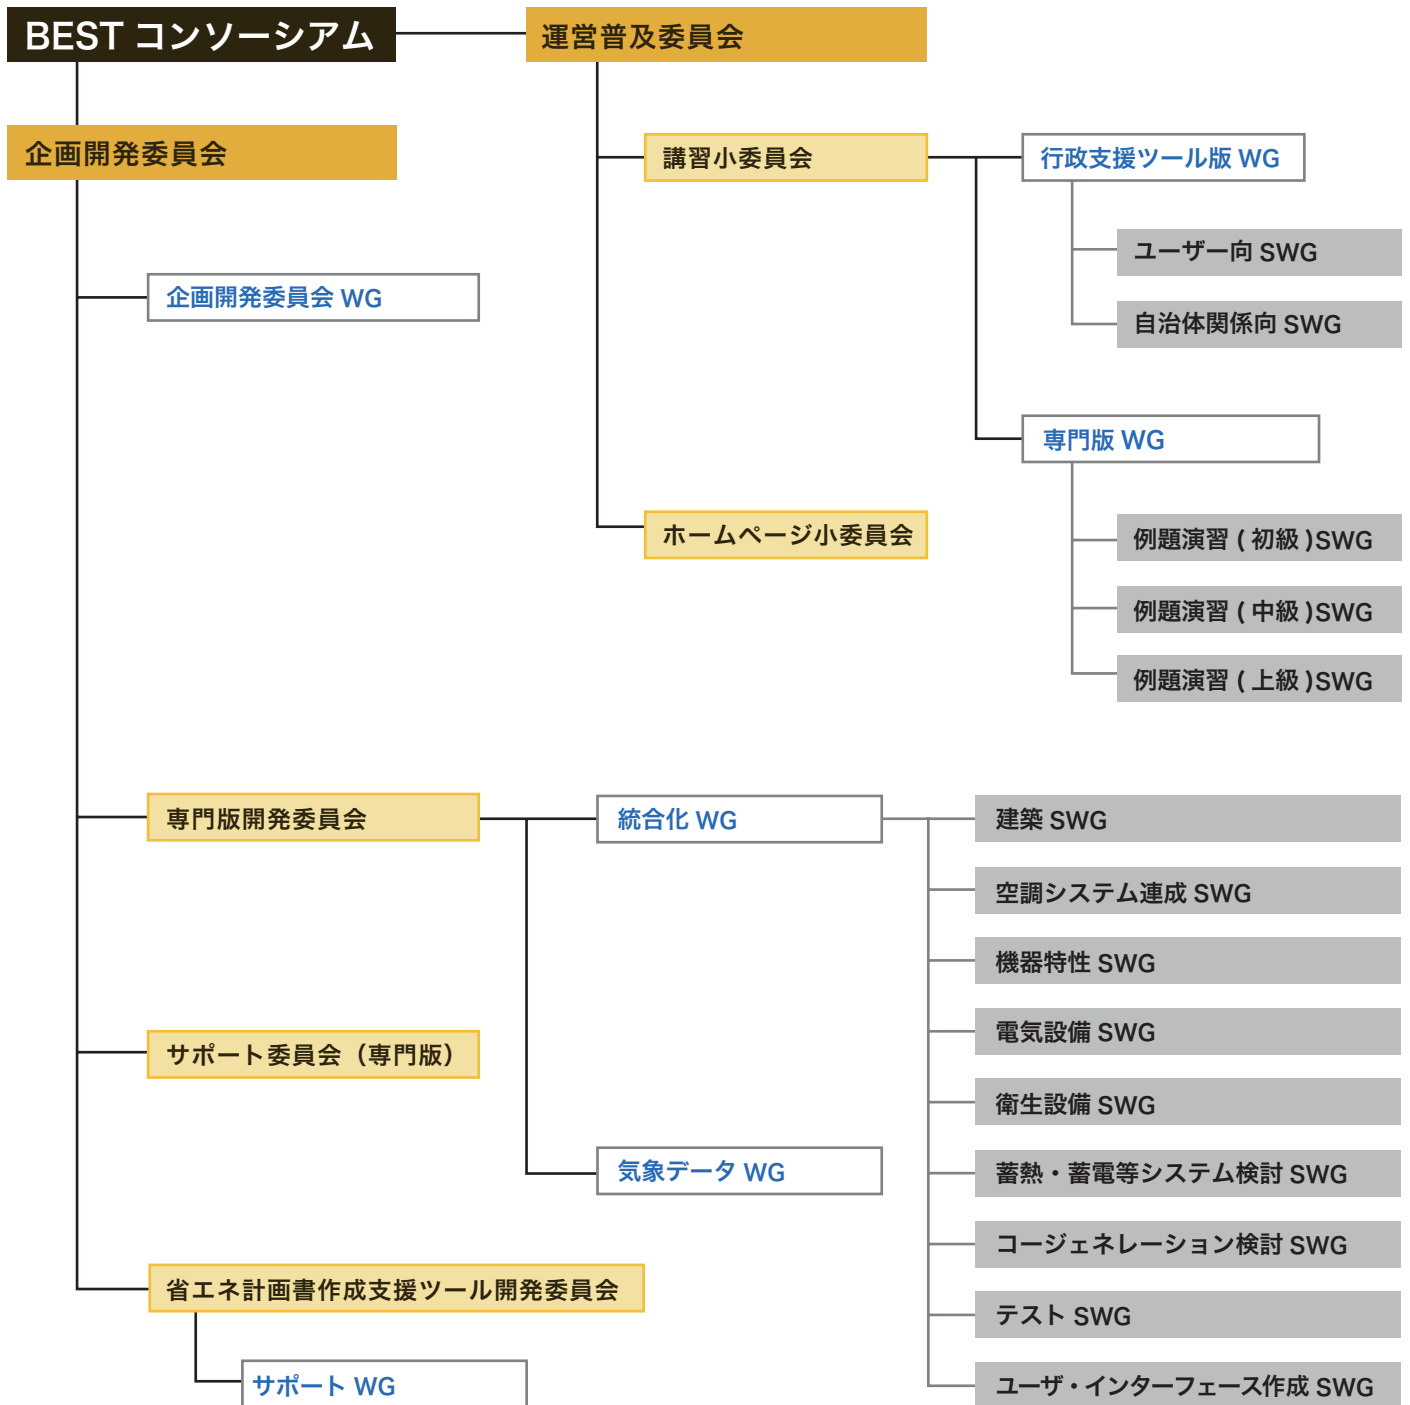 BEST コンソーシアム
運営普及委員会
企画開発委員会
講習小委員会
行政支援ツール版 WG
ユーザー向 SWG
企画開発委員会 WG
自治体関係向 SWG
専門版 WG
ホームページ小委員会
例題演習 ( 初級 )SWG
例題演習 ( 中級 )SWG
例題演習 ( 上級 )SWG
専門版開発委員会
統合化 WG
建築 SWG
空調システム連成 SWG
機器特性 SWG
電気設備 SWG
サポート委員会（専門版）
衛生設備 SWG
気象データ WG
蓄熱・蓄電等システム検討 SWG
コージェネレーション検討 SWG
省エネ計画書作成支援ツール開発委員会
テスト SWG
サポート WG
ユーザ・インターフェース作成 SWG